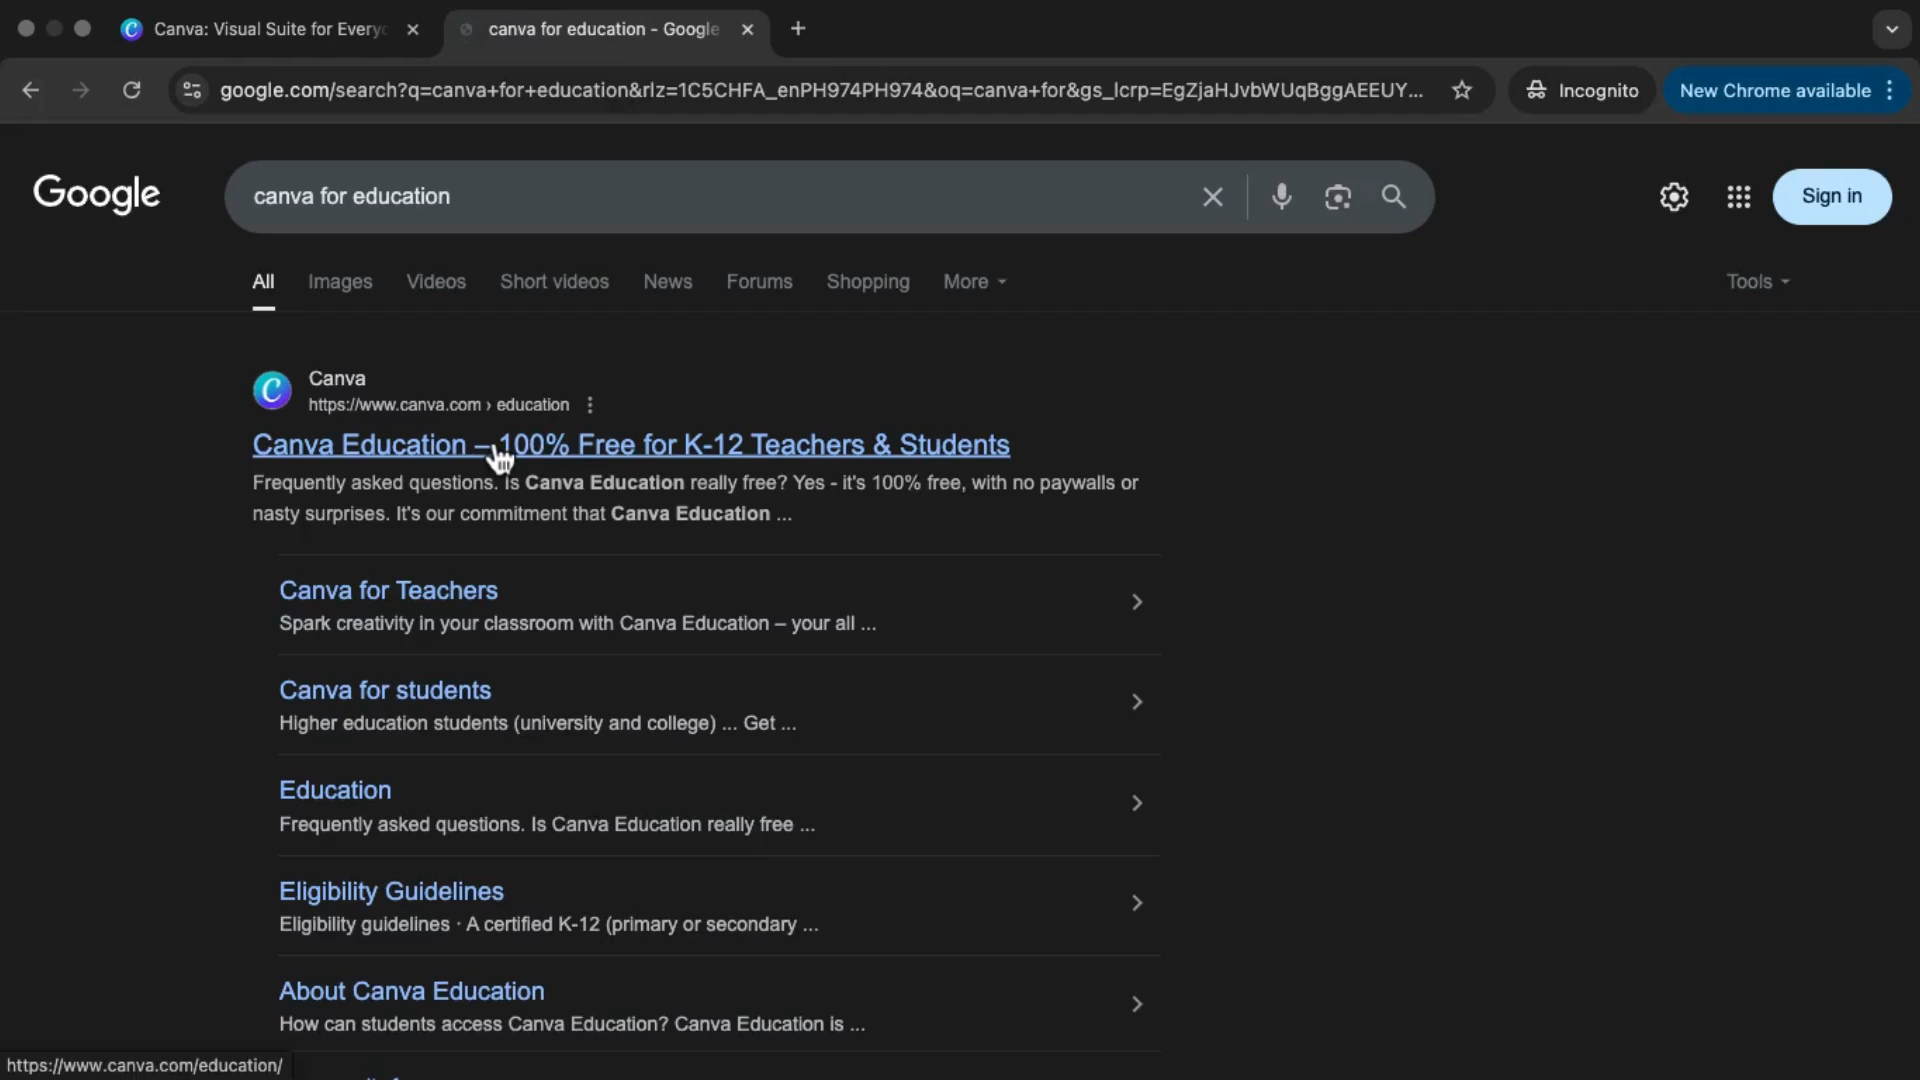 Canva: Visual Suite for Every
canva for education - Google
google.com/search?q=canva+for+education&rlz=1C5CHFA_enPH974PH974&oq=canva+for&gs_lcrp=EgZjaHJvbWUqBggAEEUY...
Incognito
New Chrome available
Google
canva for education
Sign in
All
Images
Videos
Short videos
News
Forums
Shopping
More
Tools
Canva
https://www.canva.com › education
Canva Education – 100% Free for K-12 Teachers & Students
Frequently asked questions. Is Canva Education really free? Yes - it's 100% free, with no paywalls or
nasty surprises. It's our commitment that Canva Education ...
Canva for Teachers
Spark creativity in your classroom with Canva Education – your all ...
Canva for students
Higher education students (university and college) ... Get ...
Education
Frequently asked questions. Is Canva Education really free ...
Eligibility Guidelines
Eligibility guidelines · A certified K-12 (primary or secondary ...
About Canva Education
How can students access Canva Education? Canva Education is ...
https://www.canva.com/education/